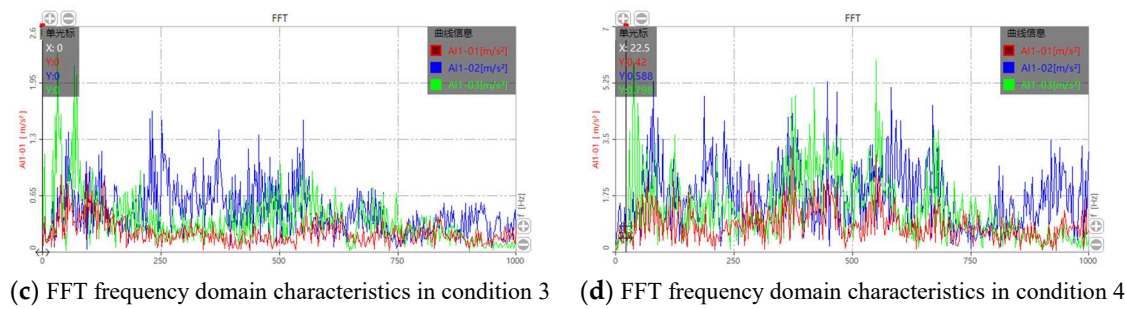 FFT
2.6
1.95
1.3
0.65
0
AI1-01 [ m/s² ]
单光标
X: 0
Y:0
Y:0
Y:0
曲线信息
AI1-01[m/s²]
AI1-02[m/s²]
AI1-03[m/s²]
f [Hz]
0
250
500
750
1000
FFT
7
5.25
3.5
1.75
0
AI1-01 [ m/s² ]
单光标
X: 22.5
Y:0.42
Y:0.588
曲线信息
AI1-01[m/s²]
AI1-02[m/s²]
AI1-03[m/s²]
f [Hz]
250
500
750
1000
(c) FFT frequency domain characteristics in condition 3
(d) FFT frequency domain characteristics in condition 4